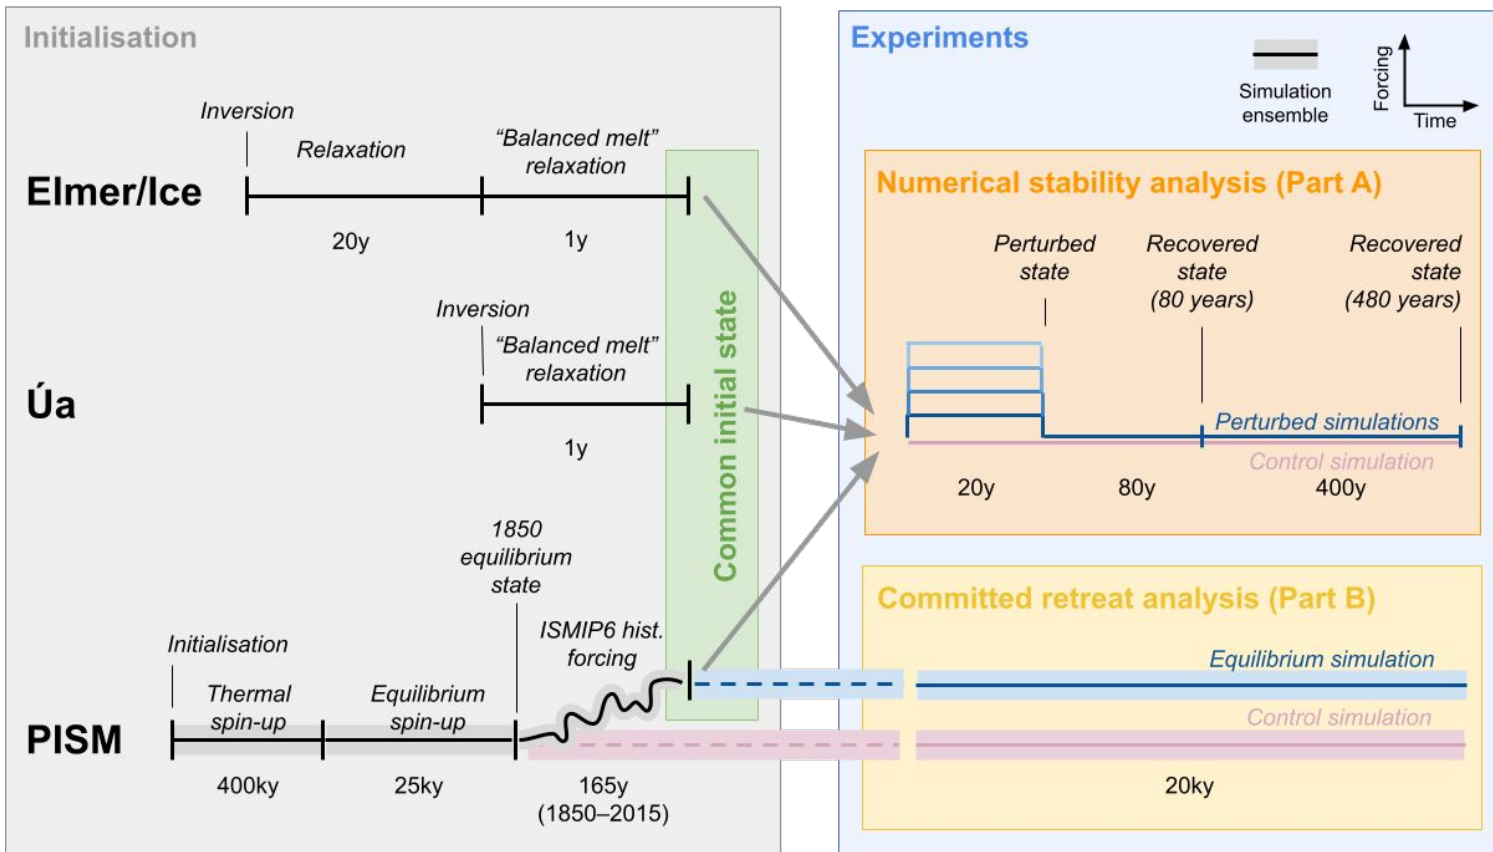 Initialisation
Inversion
Relaxation
“Balanced melt”
relaxation
Elmer/Ice
20y
1y
Inversion
“Balanced melt”
relaxation
Úa
1y
Common initial state
1850
equilibrium
state
ISMIP6 hist.
forcing
Initialisation
Thermal
spin-up
Equilibrium
spin-up
PISM
400ky
25ky
165y
(1850–2015)
Experiments
Simulation
ensemble
Forcing
Time
Numerical stability analysis (Part A)
Perturbed
state
Recovered
state
(80 years)
Recovered
state
(480 years)
Perturbed simulations
Control simulation
20y
80y
400y
Committed retreat analysis (Part B)
Equilibrium simulation
Control simulation
20ky